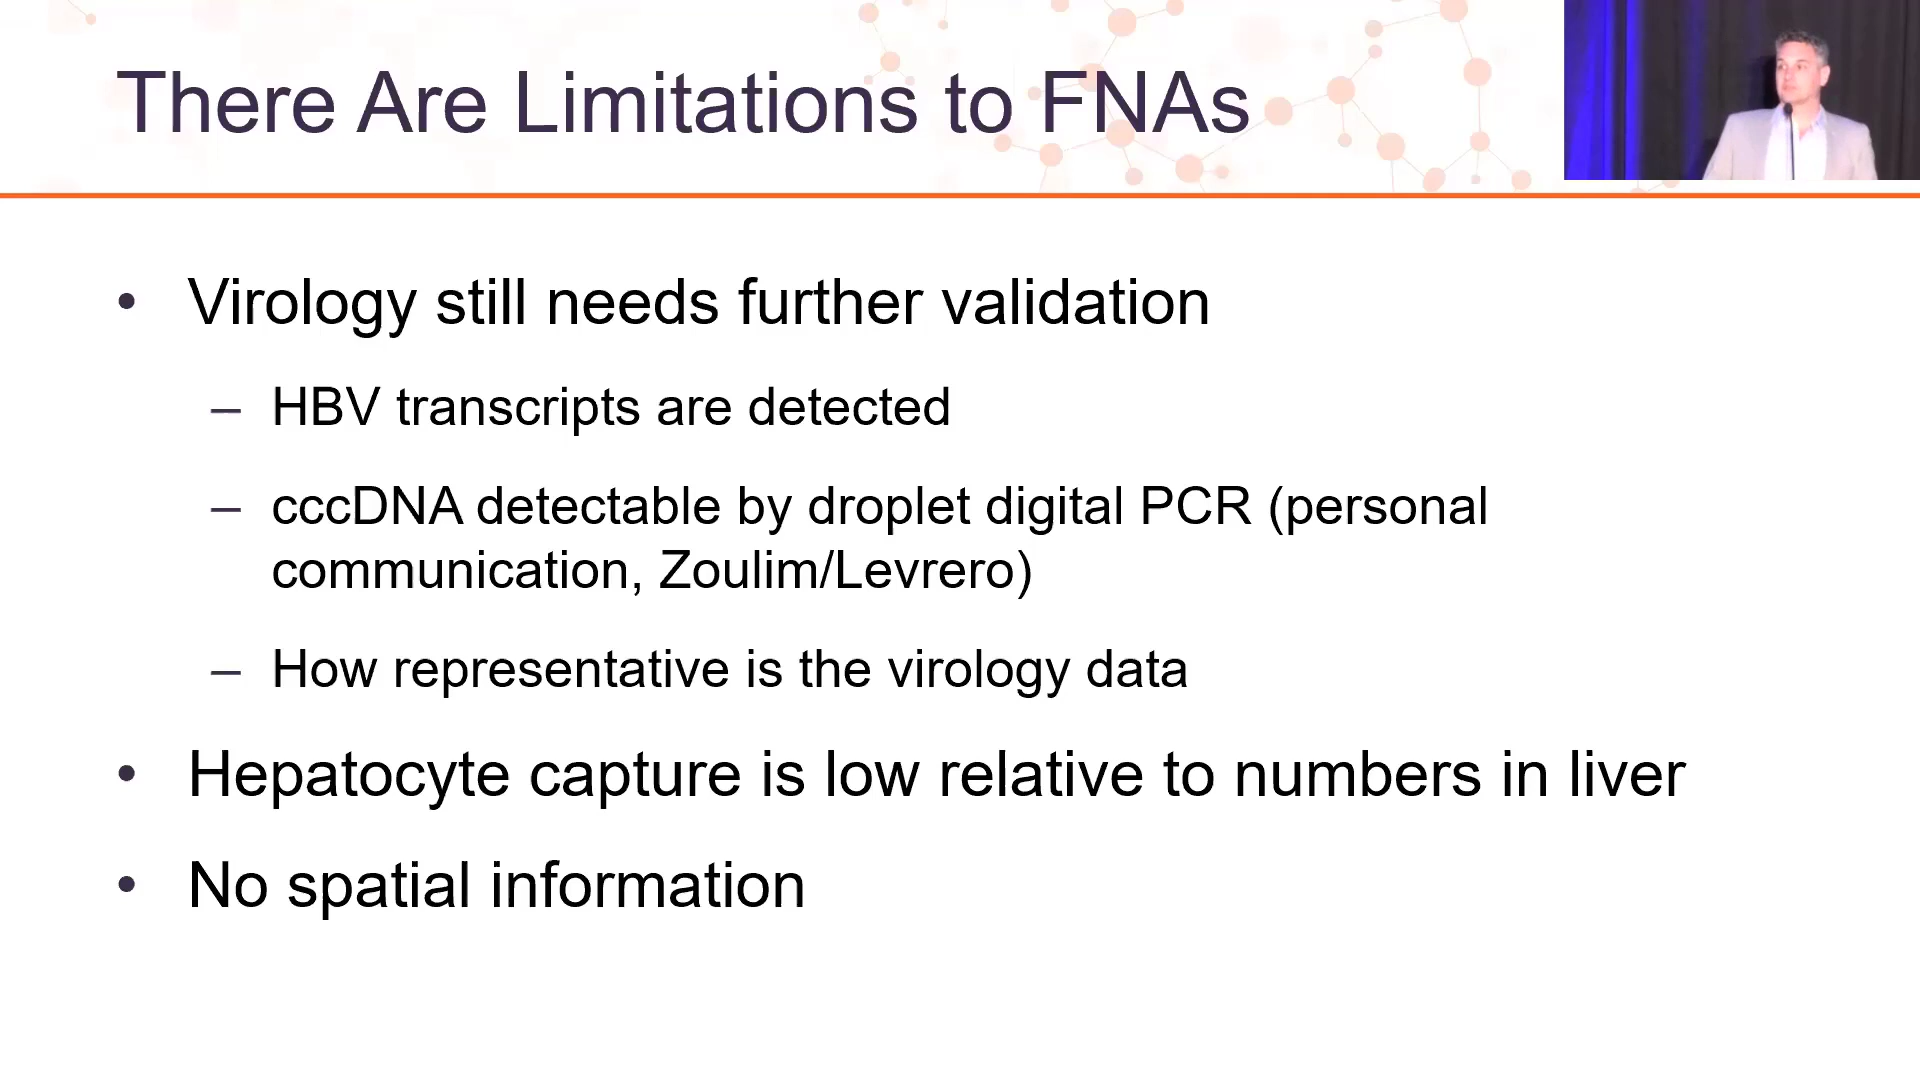 There Are Limitations to FNAs
• Virology still needs further validation
– HBV transcripts are detected
– cccDNA detectable by droplet digital PCR (personal
communication, Zoulim/Levrero)
– How representative is the virology data
• Hepatocyte capture is low relative to numbers in liver
• No spatial information